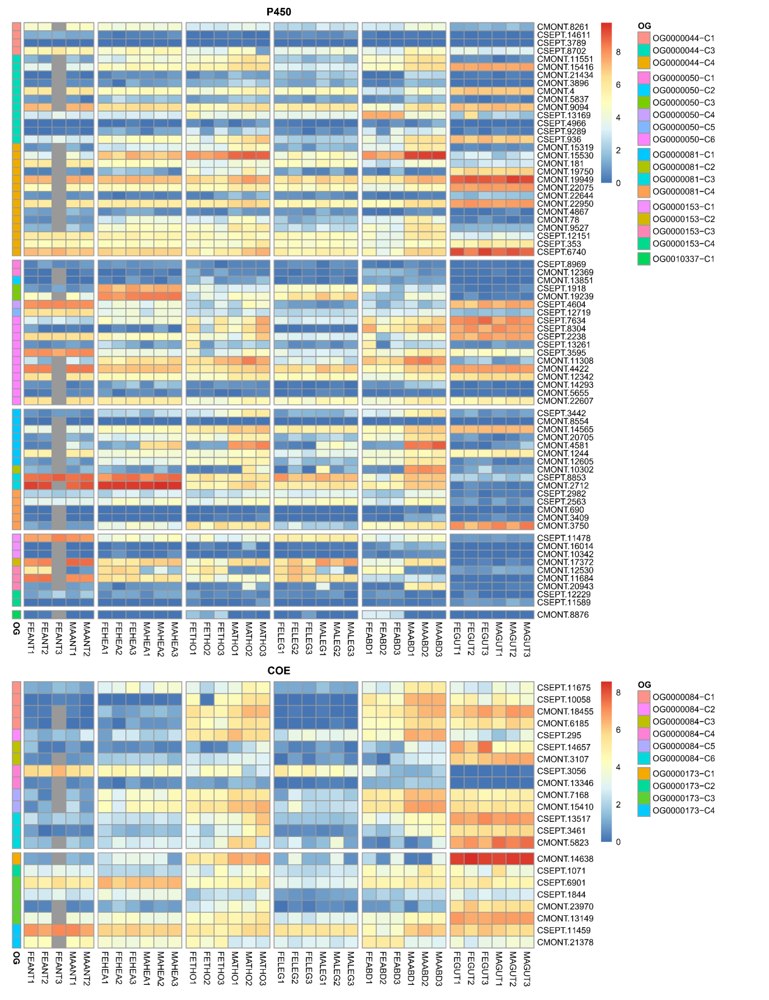 P450
CMONT.8261
CSEPT.14611
CSEPT.3789
CSEPT.8702
CMONT.11551
CMONT.15416
CMONT.21434
CMONT.3896
CMONT.4
CMONT.5837
CMONT.9094
CSEPT.13169
CSEPT.4966
CSEPT.9289
CSEPT.936
CMONT.15319
CMONT.15530
CMONT.181
CMONT.19750
CMONT.19949
CMONT.22075
CMONT.22644
CMONT.22950
CMONT.4867
CMONT.78
CMONT.9527
CSEPT.12151
CSEPT.353
CSEPT.6740
CSEPT.8969
CMONT.12369
CMONT.13851
CSEPT.1918
CMONT.19239
CSEPT.4604
CSEPT.12719
CSEPT.7634
CSEPT.8304
CSEPT.2238
CSEPT.13261
CSEPT.3595
CMONT.11308
CMONT.4422
CMONT.12342
CMONT.14293
CMONT.5655
CMONT.22607
CSEPT.3442
CMONT.8554
CMONT.14565
CMONT.20705
CMONT.4581
CMONT.1244
CMONT.12605
CMONT.10302
CSEPT.8853
CMONT.2712
CSEPT.2982
CSEPT.2563
CMONT.690
CMONT.3409
CMONT.3750
CSEPT.11478
CMONT.16014
CMONT.10342
CMONT.17372
CMONT.12530
CMONT.11684
CMONT.20943
CSEPT.12229
CSEPT.11589
CMONT.8876
8
6
4
2
0
OG
OG0000044−C1
OG0000044−C3
OG0000044−C4
OG0000050−C1
OG0000050−C2
OG0000050−C3
OG0000050−C4
OG0000050−C5
OG0000050−C6
OG0000081−C1
OG0000081−C2
OG0000081−C3
OG0000081−C4
OG0000153−C1
OG0000153−C2
OG0000153−C3
OG0000153−C4
OG0010337−C1
OG
FEANT1
FEANT2
FEANT3
MAANT1
MAANT2
FEHEA1
FEHEA2
FEHEA3
MAHEA1
MAHEA2
MAHEA3
FETHO1
FETHO2
FETHO3
MATHO1
MATHO2
MATHO3
FELEG1
FELEG2
FELEG3
MALEG1
MALEG2
MALEG3
FEABD1
FEABD2
FEABD3
MAABD1
MAABD2
MAABD3
FEGUT1
FEGUT2
FEGUT3
MAGUT1
MAGUT2
MAGUT3
COE
CSEPT.11675
CSEPT.10058
CMONT.18455
CMONT.6185
CSEPT.295
CSEPT.14657
CMONT.3107
CSEPT.3056
CMONT.13346
CMONT.7168
CMONT.15410
CSEPT.13517
CSEPT.3461
CMONT.5823
CMONT.14638
CSEPT.1071
CSEPT.6901
CSEPT.1844
CMONT.23970
CMONT.13149
CSEPT.11459
CMONT.21378
8
6
4
2
0
OG
OG0000084−C1
OG0000084−C2
OG0000084−C3
OG0000084−C4
OG0000084−C5
OG0000084−C6
OG0000173−C1
OG0000173−C2
OG0000173−C3
OG0000173−C4
OG
FEANT1
FEANT2
FEANT3
MAANT1
MAANT2
FEHEA1
FEHEA2
FEHEA3
MAHEA1
MAHEA2
MAHEA3
FETHO1
FETHO2
FETHO3
MATHO1
MATHO2
MATHO3
FELEG1
FELEG2
FELEG3
MALEG1
MALEG2
MALEG3
FEABD1
FEABD2
FEABD3
MAABD1
MAABD2
MAABD3
FEGUT1
FEGUT2
FEGUT3
MAGUT1
MAGUT2
MAGUT3